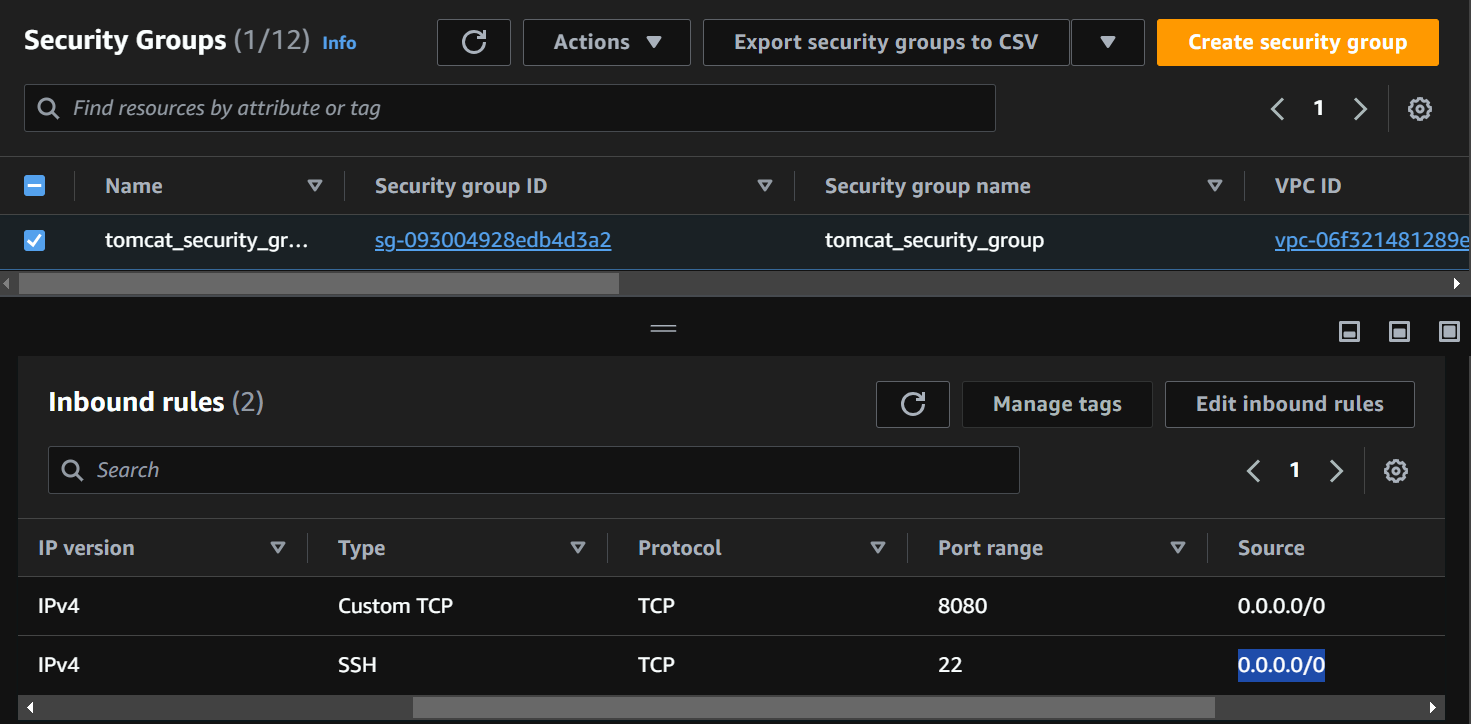 Security Groups (1/12) Info Actions Export security groups to CSV Create security group
Find resources by attribute or tag 1
Name Security group ID Security group name VPC ID
tomcat_security_gr... sg-093004928edb4d3a2 tomcat_security_group vpc-06f321481289e
Inbound rules (2) Manage tags Edit inbound rules
Search 1
IP version Type Protocol Port range Source
IPv4 Custom TCP TCP 8080 0.0.0.0/0
IPv4 SSH TCP 22 0.0.0.0/0